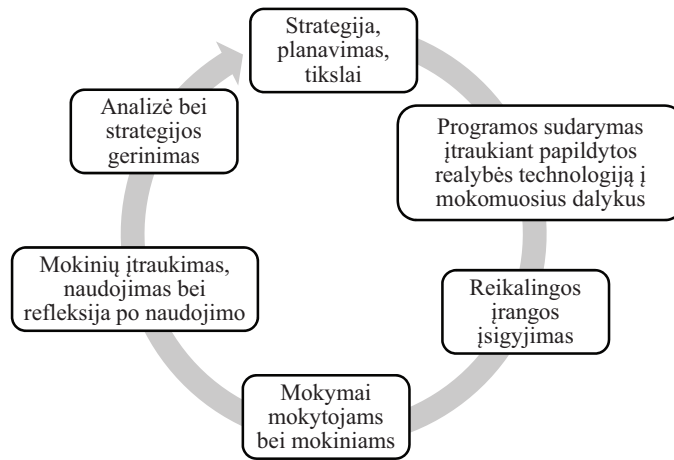 Strategija,
planavimas,
tikslai
Programos sudarymas
įtraukiant papildytos
realybės technologiją į
mokomuosius dalykus
Reikalingos
įrangos
įsigyjimas
Mokymai
mokytojams
bei mokiniams
Mokinių įtraukimas,
naudojimas bei
refleksija po naudojimo
Analizė bei
strategijos
gerinimas